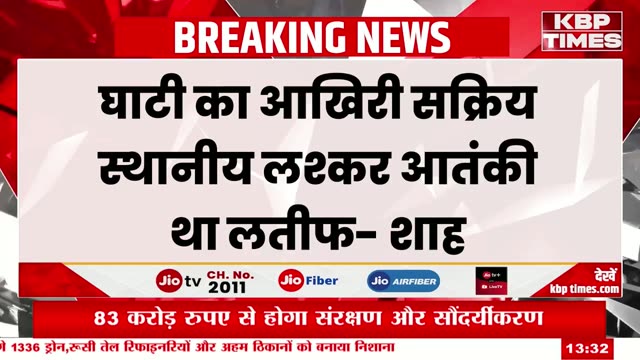 BREAKING NEWS
KBP
TIMES
घाटी का आखिरी सक्रिय
स्थानीय लश्कर आतंकी
था लतीफ- शाह
Jio tv CH. No. 2011
Jio Fiber
Jio AIRFIBER
देखें
kbp times.com
83 करोड़ रुपए से होगा संरक्षण और सौंदर्यीकरण
1336 ड्रोन,रूसी तेल रिफाइनरियों और अहम ठिकानों को बनाया निशाना
13:32